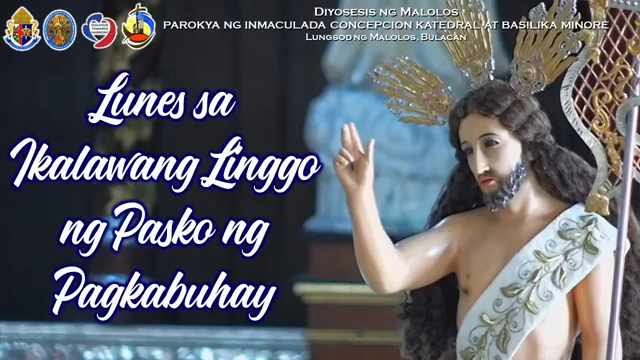 Diyosesis ng Malolos
Parokya ng Inmaculada Concepcion Katedral at Basilika Minore
Lungsod ng Malolos, Bulacan
Lunes sa
Ikalawang Linggo
ng Pasko ng
Pagkabuhay